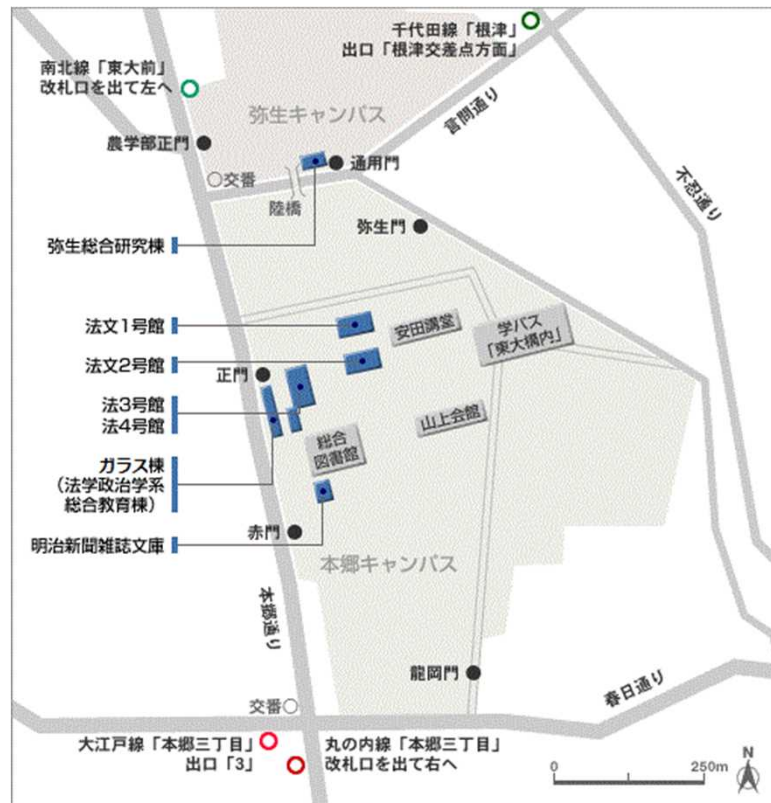 千代田線「根津」
出口「根津交差点方面」
南北線「東大前」
改札口を出て左へ
弥生キャンパス
言問通り
農学部正門
通用門
○交番
陸橋
不忍通り
弥生門
弥生総合研究棟
法文1号館
安田講堂
学バス
「東大構内」
法文2号館
正門
法3号館
法4号館
山上会館
総合
図書館
ガラス棟
(法学政治学系
総合教育棟)
赤門
明治新聞雑誌文庫
本郷キャンパス
本郷通り
龍岡門
春日通り
交番○
大江戸線「本郷三丁目」
出口「3」
丸の内線「本郷三丁目」
改札口を出て右へ
0
250m
N